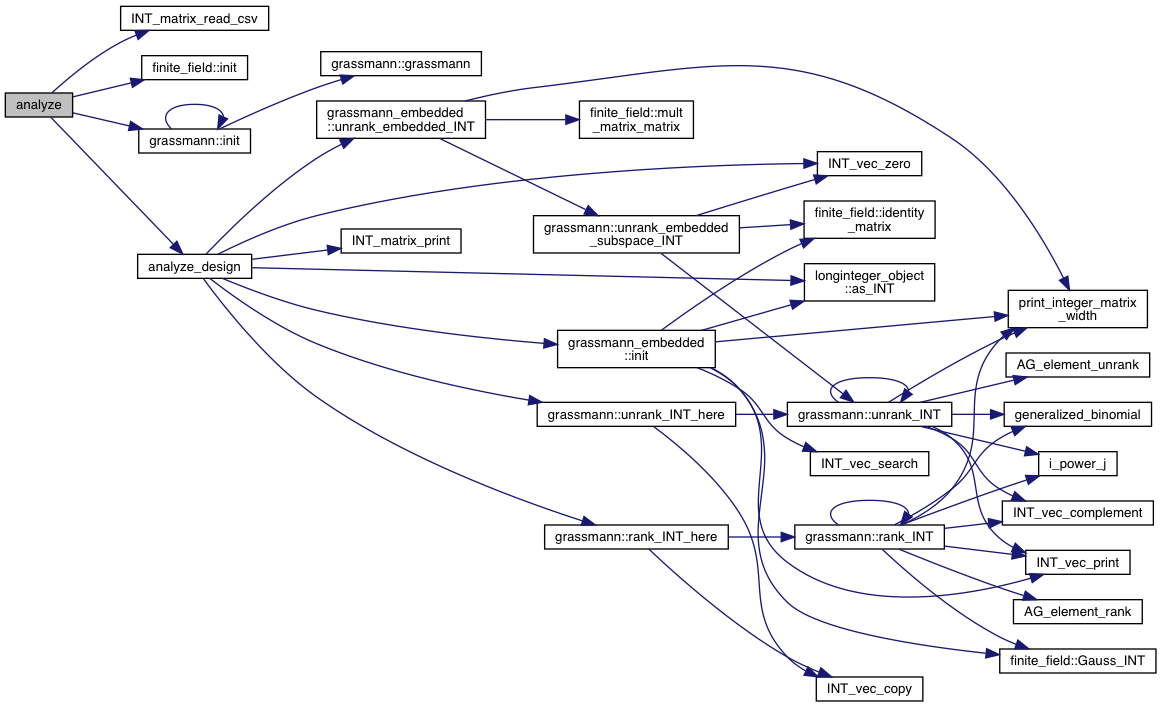 analyze
INT_matrix_read_csv
finite_field::init
grassmann::init
analyze_design
grassmann::grassmann
grassmann_embedded
::unrank_embedded_INT
INT_matrix_print
finite_field::mult
_matrix_matrix
grassmann::unrank_embedded
_subspace_INT
grassmann_embedded
::init
grassmann::unrank_INT_here
grassmann::rank_INT_here
INT_vec_zero
finite_field::identity
_matrix
longinteger_object
::as_INT
grassmann::unrank_INT
INT_vec_search
grassmann::rank_INT
INT_vec_copy
print_integer_matrix
_width
AG_element_unrank
generalized_binomial
i_power_j
INT_vec_complement
INT_vec_print
AG_element_rank
finite_field::Gauss_INT